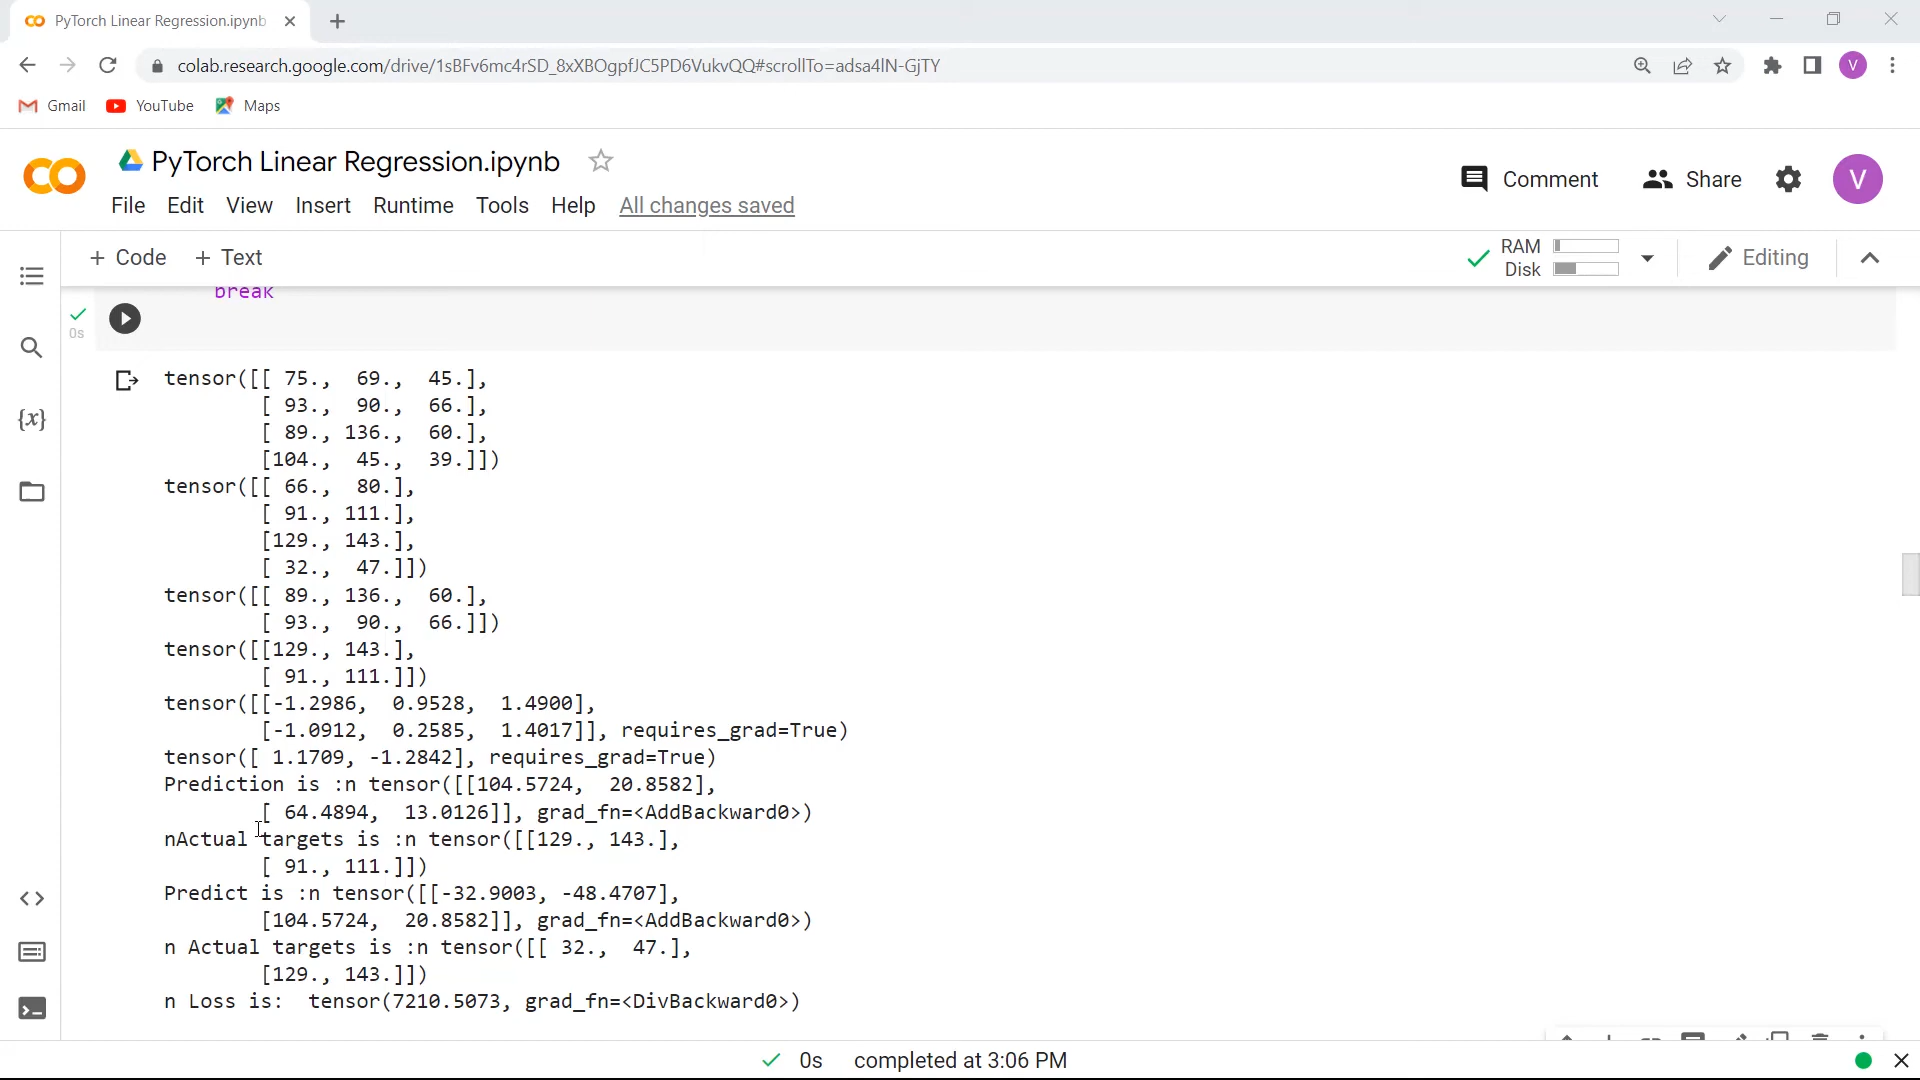 PyTorch Linear Regression.ipynb
colab.research.google.com/drive/1sBFv6mc4rSD_8xXBOgpfJC5PD6VukvQQ#scrollTo=adsa4lN-GjTY
V
Gmail YouTube Maps
PyTorch Linear Regression.ipynb
Comment Share V
File Edit View Insert Runtime Tools Help All changes saved
+ Code + Text
RAM
Disk
Editing
break
0s
{x}
tensor([[ 75.,  69.,  45.],
        [ 93.,  90.,  66.],
        [ 89., 136.,  60.],
        [104.,  45.,  39.]])
tensor([[ 66.,  80.],
        [ 91., 111.],
        [129., 143.],
        [ 32.,  47.]])
tensor([[ 89., 136.,  60.],
        [ 93.,  90.,  66.]])
tensor([[129., 143.],
        [ 91., 111.]])
tensor([[-1.2986,  0.9528,  1.4900],
        [-1.0912,  0.2585,  1.4017]], requires_grad=True)
tensor([ 1.1709, -1.2842], requires_grad=True)
Prediction is :n tensor([[104.5724,  20.8582],
        [ 64.4894,  13.0126]], grad_fn=<AddBackward0>)
nActual targets is :n tensor([[129., 143.],
        [ 91., 111.]])
Predict is :n tensor([[-32.9003, -48.4707],
        [104.5724,  20.8582]], grad_fn=<AddBackward0>)
n Actual targets is :n tensor([[ 32.,  47.],
        [129., 143.]])
n Loss is:  tensor(7210.5073, grad_fn=<DivBackward0>)
0s completed at 3:06 PM